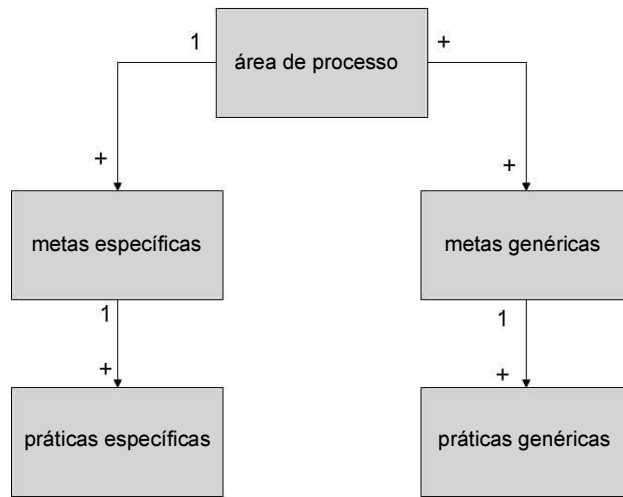 1
área de processo
+
+
+
metas específicas
metas genéricas
1
1
+
+
práticas específicas
práticas genéricas